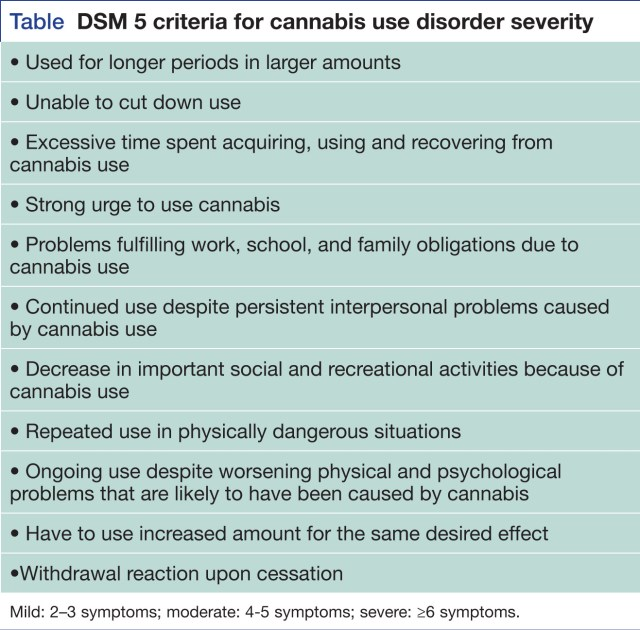 Table DSM 5 criteria for cannabis use disorder severity
• Used for longer periods in larger amounts
• Unable to cut down use
• Excessive time spent acquiring, using and recovering from
cannabis use
• Strong urge to use cannabis
• Problems fulfilling work, school, and family obligations due to
cannabis use
• Continued use despite persistent interpersonal problems caused
by cannabis use
• Decrease in important social and recreational activities because of
cannabis use
• Repeated use in physically dangerous situations
• Ongoing use despite worsening physical and psychological
problems that are likely to have been caused by cannabis
• Have to use increased amount for the same desired effect
•Withdrawal reaction upon cessation
Mild: 2–3 symptoms; moderate: 4-5 symptoms; severe: ≥6 symptoms.